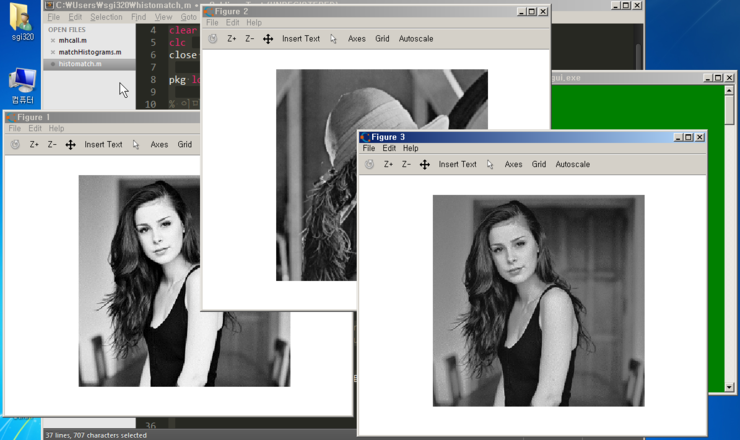 sgi320
컴퓨터
C:\Users\sgi320\histomatch.m •
File Edit Selection Find View Goto
OPEN FILES
mhcall.m
matchHistograms.m
histomatch.m
4 clear
5 clc
6 close
7
8 pkg
9
10 %
36
37 lines, 707 characters selected
Figure 1
File Edit Help
Z+ Z- Insert Text Axes Grid
Figure 2
File Edit Help
Z+ Z- Insert Text Axes Grid Autoscale
Figure 3
File Edit Help
Z+ Z- Insert Text Axes Grid Autoscale
gui.exe